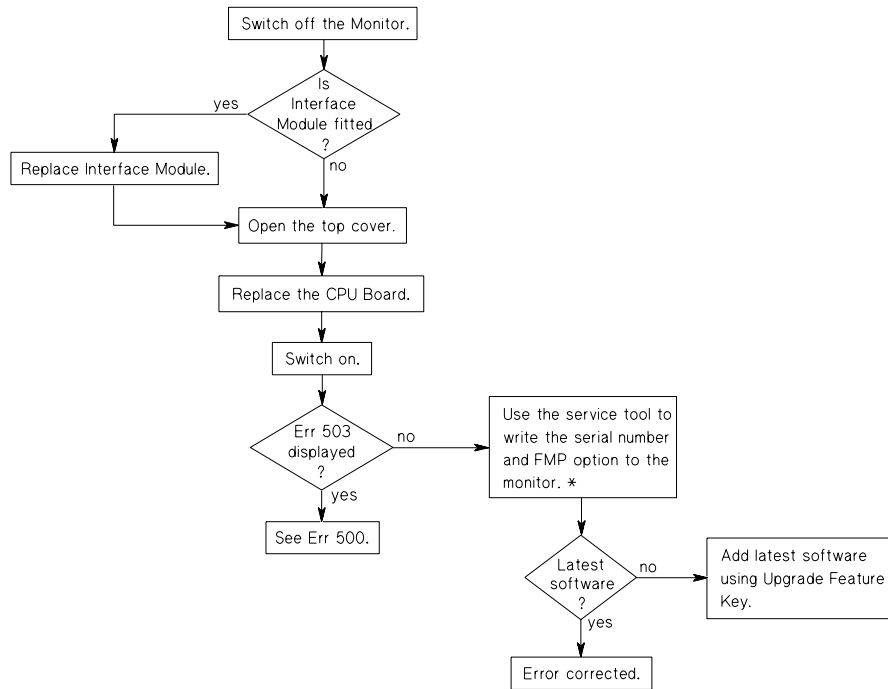 Switch off the Monitor.
Is
Interface
Module fitted
?
yes
no
Replace Interface Module.
Open the top cover.
Replace the CPU Board.
Switch on.
Err 503
displayed
?
no
yes
Use the service tool to
write the serial number
and FMP option to the
monitor. *
See Err 500.
Latest
software
?
no
yes
Add latest software
using Upgrade Feature
Key.
Error corrected.